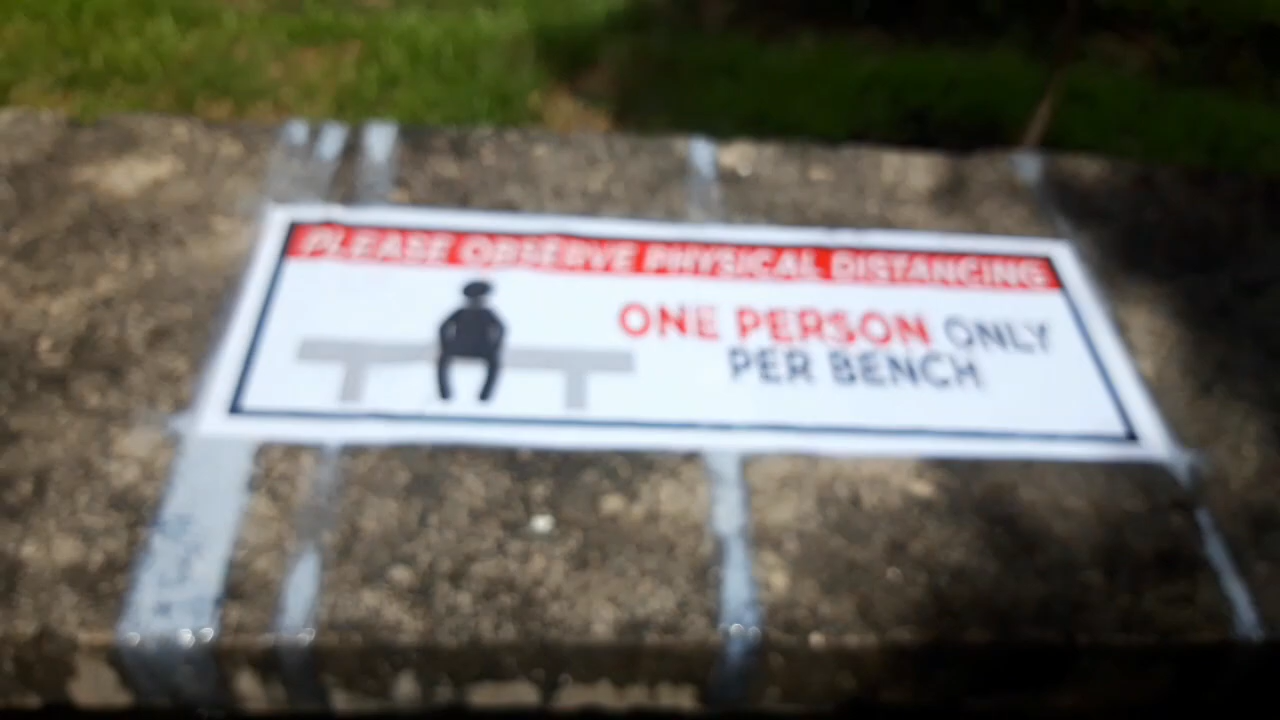 PLEASE OBSERVE PHYSICAL DISTANCING
ONE PERSON ONLY
PER BENCH